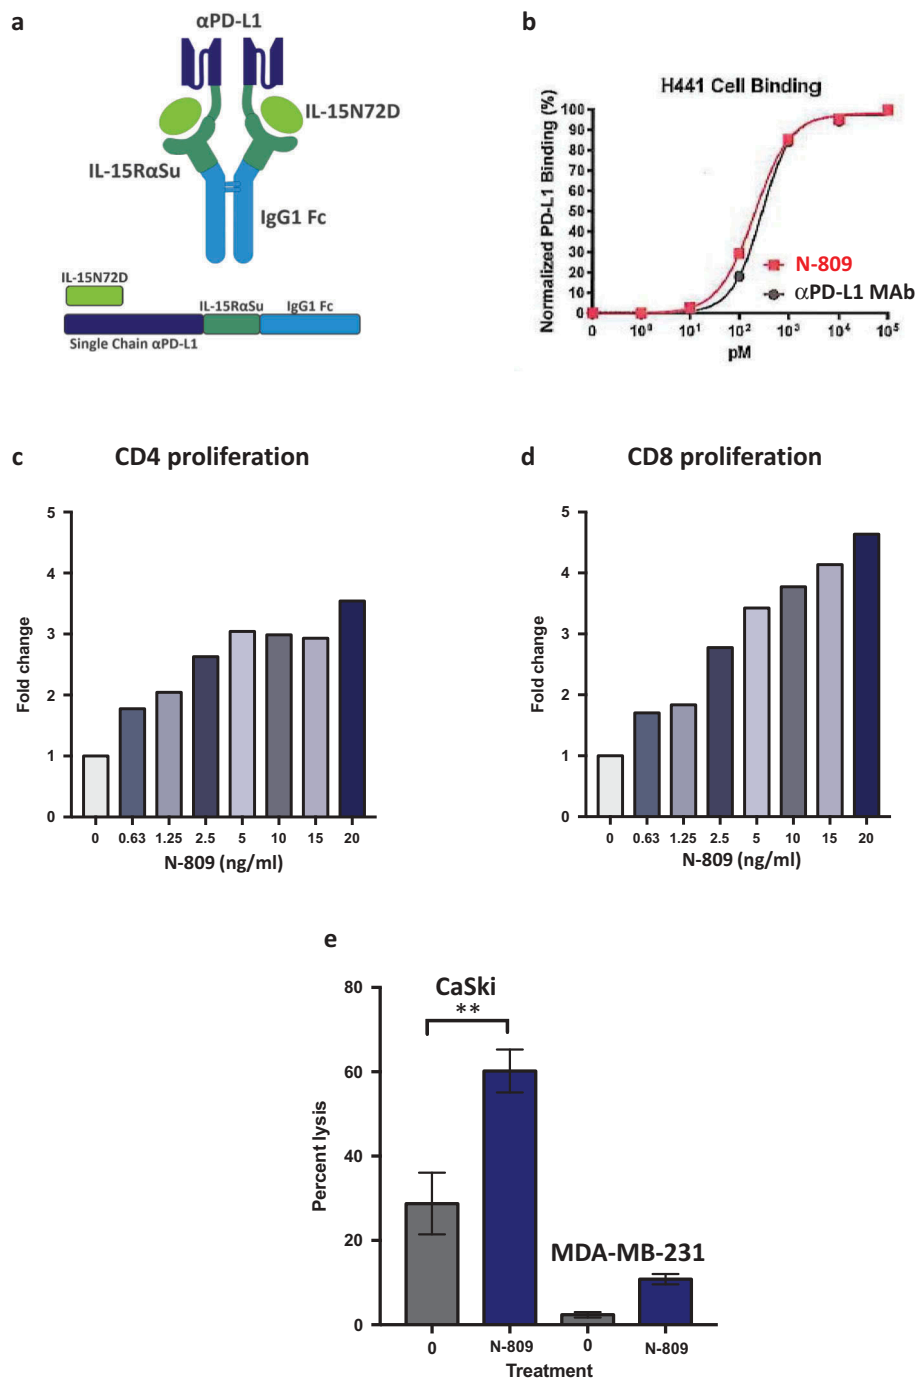 a
αPD-L1
IL-15N72D
IL-15RαSu
IgG1 Fc
IL-15N72D
IL-15RαSu
IgG1 Fc
Single Chain αPD-L1
b
H441 Cell Binding
Normalized PD-L1 Binding (%)
100
90
80
70
60
50
40
30
20
10
0
N-809
αPD-L1 MAb
0 10⁰ 10¹ 10² 10³ 10⁴ 10⁵
pM
c
CD4 proliferation
Fold change
5
4
3
2
1
0
0 0.63 1.25 2.5 5 10 15 20
N-809 (ng/ml)
d
CD8 proliferation
Fold change
5
4
3
2
1
0
0 0.63 1.25 2.5 5 10 15 20
N-809 (ng/ml)
e
CaSki
**
MDA-MB-231
Percent lysis
80
60
40
20
0
0 N-809 0 N-809
Treatment